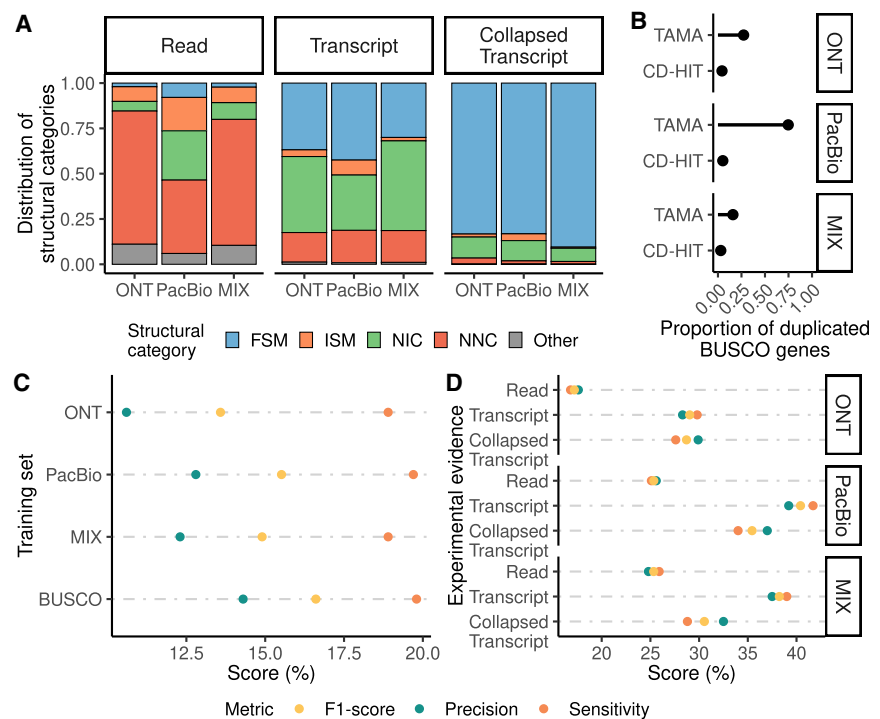 A
Read
Transcript
Collapsed
Transcript
Distribution of
structural categories
1.00
0.75
0.50
0.25
0.00
ONT PacBio MIX
ONT PacBio MIX
ONT PacBio MIX
Structural
category
FSM ISM NIC NNC Other
B
TAMA
CD-HIT
ONT
TAMA
CD-HIT
PacBio
TAMA
CD-HIT
MIX
0.00 0.25 0.50 0.75 1.00
Proportion of duplicated
BUSCO genes
C
Training set
ONT
PacBio
MIX
BUSCO
12.5 15.0 17.5 20.0
Score (%)
D
Experimental evidence
Read
Transcript
Collapsed
Transcript
ONT
Read
Transcript
Collapsed
Transcript
PacBio
Read
Transcript
Collapsed
Transcript
MIX
20 25 30 35 40
Score (%)
Metric F1-score Precision Sensitivity